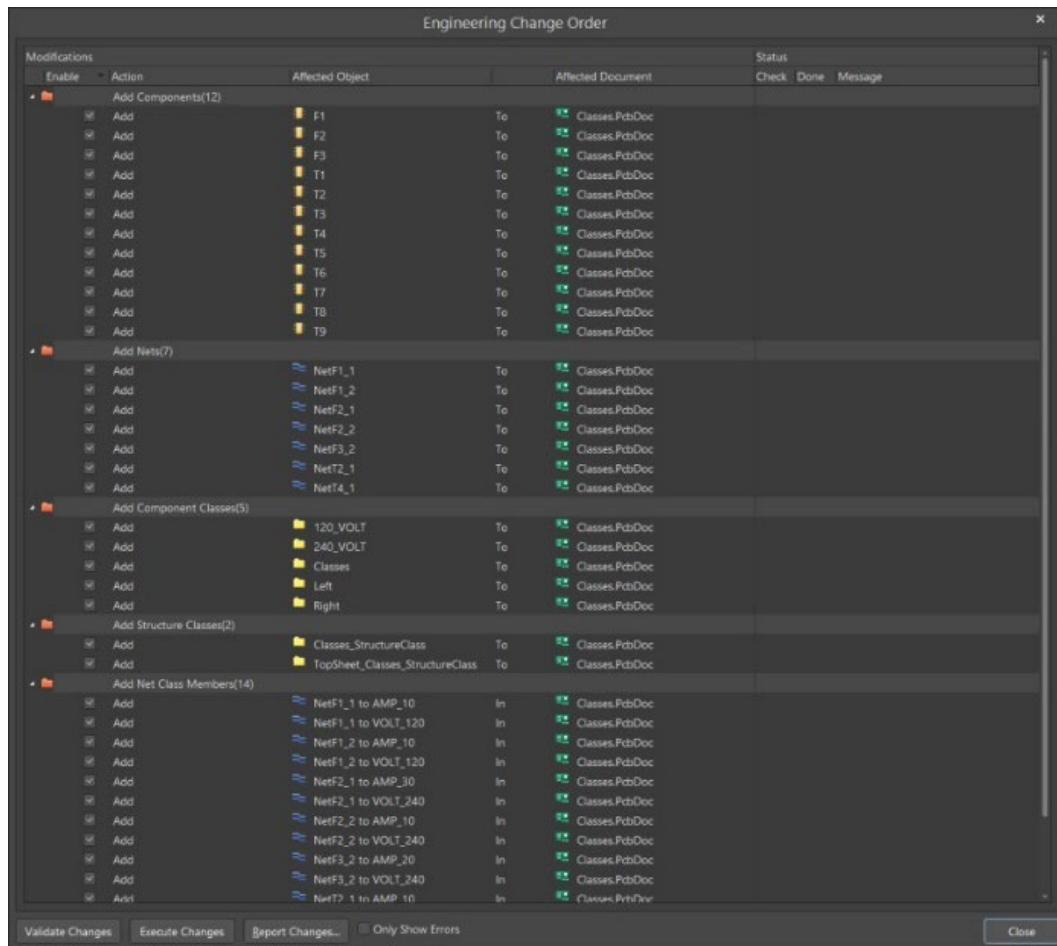 Engineering Change Order
Modifications Status
Enable Action Affected Object Affected Document Check Done Message
Add Components(12)
Add F1 To Classes.PcbDoc
Add F2 To Classes.PcbDoc
Add F3 To Classes.PcbDoc
Add T1 To Classes.PcbDoc
Add T2 To Classes.PcbDoc
Add T3 To Classes.PcbDoc
Add T4 To Classes.PcbDoc
Add T5 To Classes.PcbDoc
Add T6 To Classes.PcbDoc
Add T7 To Classes.PcbDoc
Add T8 To Classes.PcbDoc
Add T9 To Classes.PcbDoc
Add Nets(7)
Add NetF1_1 To Classes.PcbDoc
Add NetF1_2 To Classes.PcbDoc
Add NetF2_1 To Classes.PcbDoc
Add NetF2_2 To Classes.PcbDoc
Add NetF3_2 To Classes.PcbDoc
Add NetT2_1 To Classes.PcbDoc
Add NetT4_1 To Classes.PcbDoc
Add Component Classes(5)
Add 120_VOLT To Classes.PcbDoc
Add 240_VOLT To Classes.PcbDoc
Add Classes To Classes.PcbDoc
Add Left To Classes.PcbDoc
Add Right To Classes.PcbDoc
Add Structure Classes(2)
Add Classes_StructureClass To Classes.PcbDoc
Add TopSheet_Classes_StructureClass To Classes.PcbDoc
Add Net Class Members(14)
Add NetF1_1 to AMP_10 In Classes.PcbDoc
Add NetF1_1 to VOLT_120 In Classes.PcbDoc
Add NetF1_2 to AMP_10 In Classes.PcbDoc
Add NetF1_2 to VOLT_120 In Classes.PcbDoc
Add NetF2_1 to AMP_30 In Classes.PcbDoc
Add NetF2_1 to VOLT_240 In Classes.PcbDoc
Add NetF2_2 to AMP_10 In Classes.PcbDoc
Add NetF2_2 to VOLT_240 In Classes.PcbDoc
Add NetF3_2 to AMP_20 In Classes.PcbDoc
Add NetF3_2 to VOLT_240 In Classes.PcbDoc
Add NetT2_1 to AMP_10 In Classes.PcbDoc
Validate Changes Execute Changes Report Changes... Only Show Errors Close